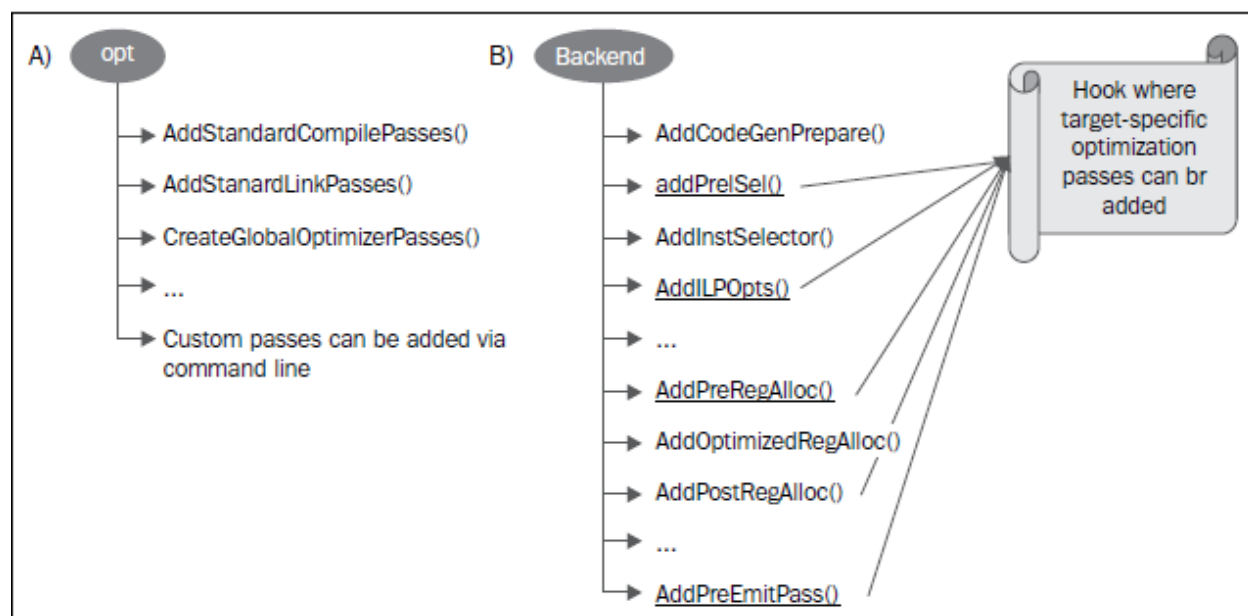 A)
opt
AddStandardCompilePasses()
AddStanardLinkPasses()
CreateGlobalOptimizerPasses()
...
Custom passes can be added via
command line
B)
Backend
AddCodeGenPrepare()
addPreISel()
AddInstSelector()
AddILPOpts()
...
AddPreRegAlloc()
AddOptimizedRegAlloc()
AddPostRegAlloc()
...
AddPreEmitPass()
Hook where
target-specific
optimization
passes can br
added